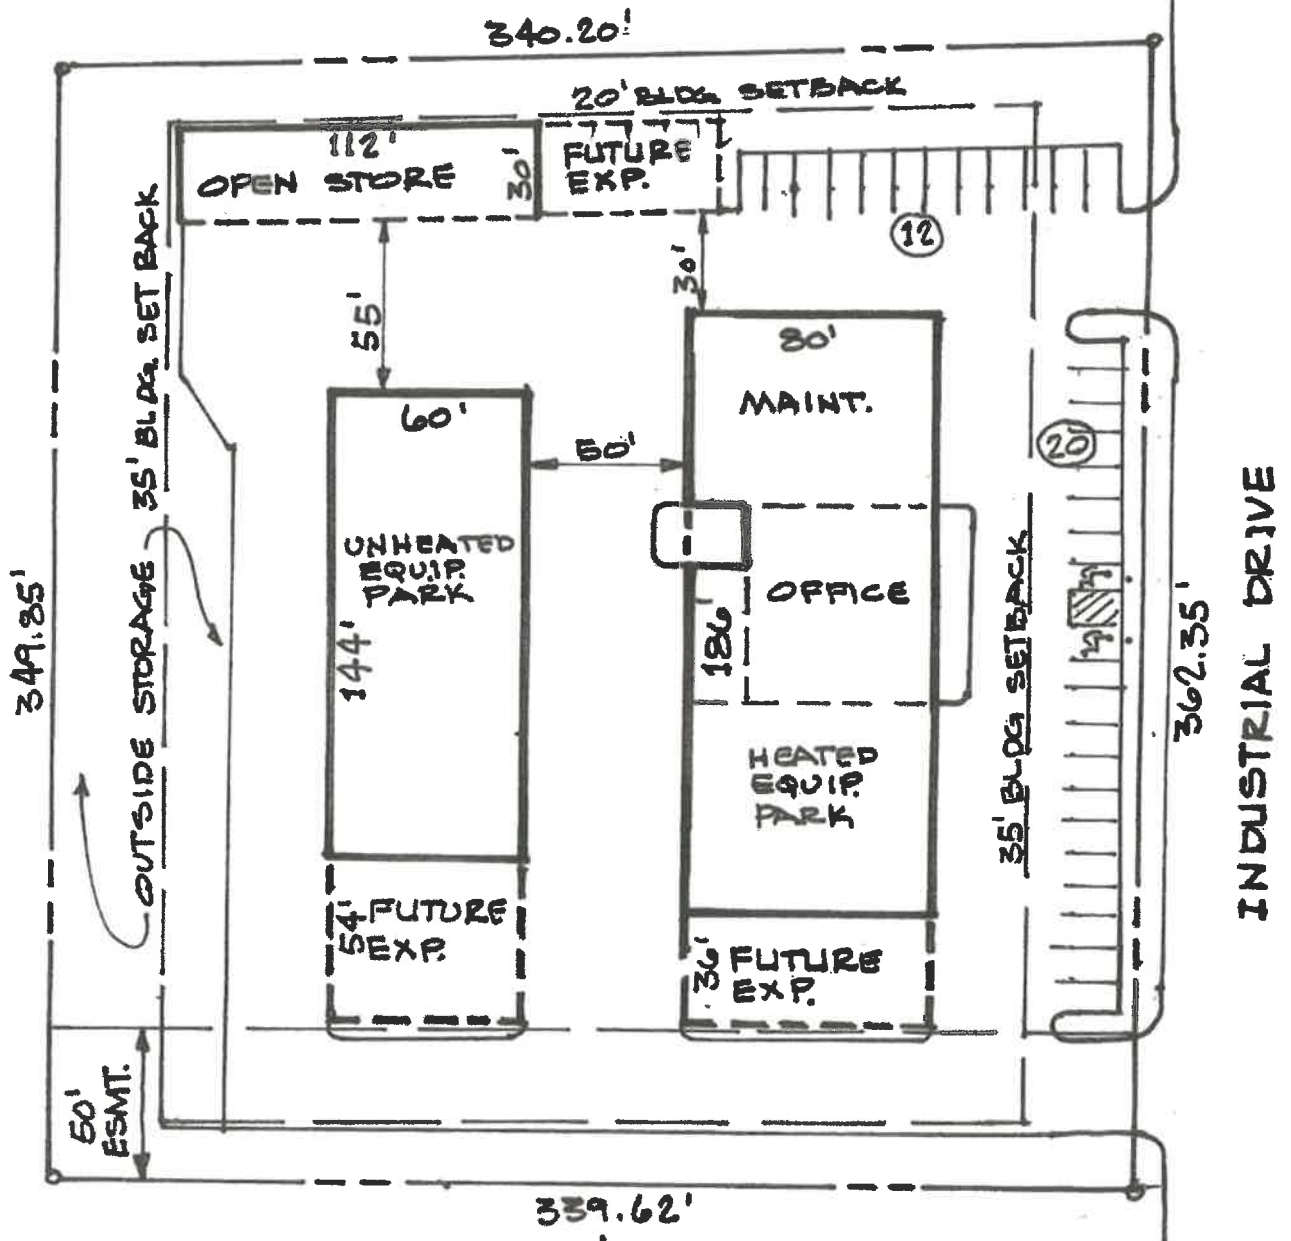 340.20'
20' BLDG. SETBACK
112'
OPEN STORE
30'
FUTURE
EXP.
12
35' BLDG. SET BACK
55'
30'
80'
MAINT.
60'
50'
20
UNHEATED
EQUIP.
PARK
144'
OFFICE
186'
HEATED
EQUIP.
PARK
OUTSIDE STORAGE
349.85'
35' BLDG SETBACK
362.35'
INDUSTRIAL DRIVE
54'
FUTURE
EXP.
36'
FUTURE
EXP.
50'
ESMT.
339.62'